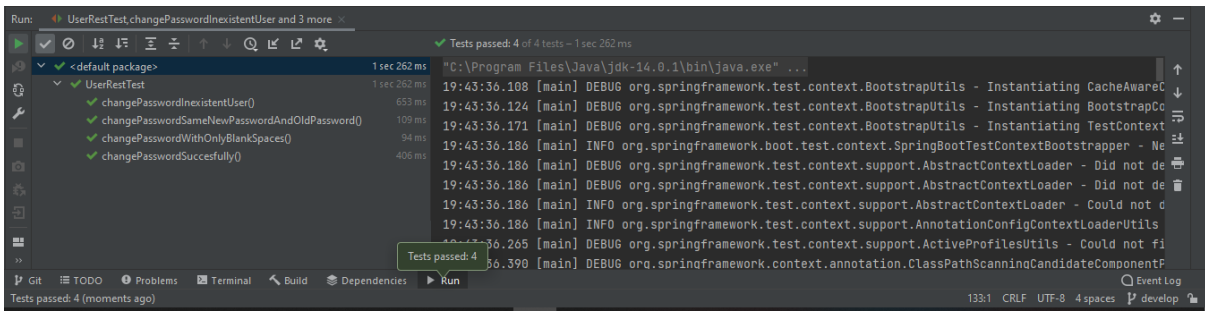 Run: UserRestTest,changePasswordInexistentUser and 3 more ×
Tests passed: 4 of 4 tests – 1 sec 262 ms
<default package> 1 sec 262 ms
UserRestTest 1 sec 262 ms
changePasswordInexistentUser() 653 ms
changePasswordSameNewPasswordAndOldPassword() 109 ms
changePasswordWithOnlyBlankSpaces() 94 ms
changePasswordSuccesfully() 406 ms
"C:\Program Files\Java\jdk-14.0.1\bin\java.exe" ...
19:43:36.108 [main] DEBUG org.springframework.test.context.BootstrapUtils - Instantiating CacheAwareC
19:43:36.124 [main] DEBUG org.springframework.test.context.BootstrapUtils - Instantiating BootstrapCo
19:43:36.171 [main] DEBUG org.springframework.test.context.BootstrapUtils - Instantiating TestContext
19:43:36.186 [main] INFO org.springframework.boot.test.context.SpringBootTestContextBootstrapper - Ne
19:43:36.186 [main] DEBUG org.springframework.test.context.support.AbstractContextLoader - Did not de
19:43:36.186 [main] DEBUG org.springframework.test.context.support.AbstractContextLoader - Did not de
19:43:36.186 [main] INFO org.springframework.test.context.support.AbstractContextLoader - Could not d
19:43:36.186 [main] INFO org.springframework.test.context.support.AnnotationConfigContextLoaderUtils
36.265 [main] DEBUG org.springframework.test.context.support.ActiveProfilesUtils - Could not fi
36.390 [main] DEBUG org.springframework.context.annotation.ClassPathScanningCandidateComponentP
Tests passed: 4
Git TODO Problems Terminal Build Dependencies Run Event Log
Tests passed: 4 (moments ago) 133:1 CRLF UTF-8 4 spaces develop